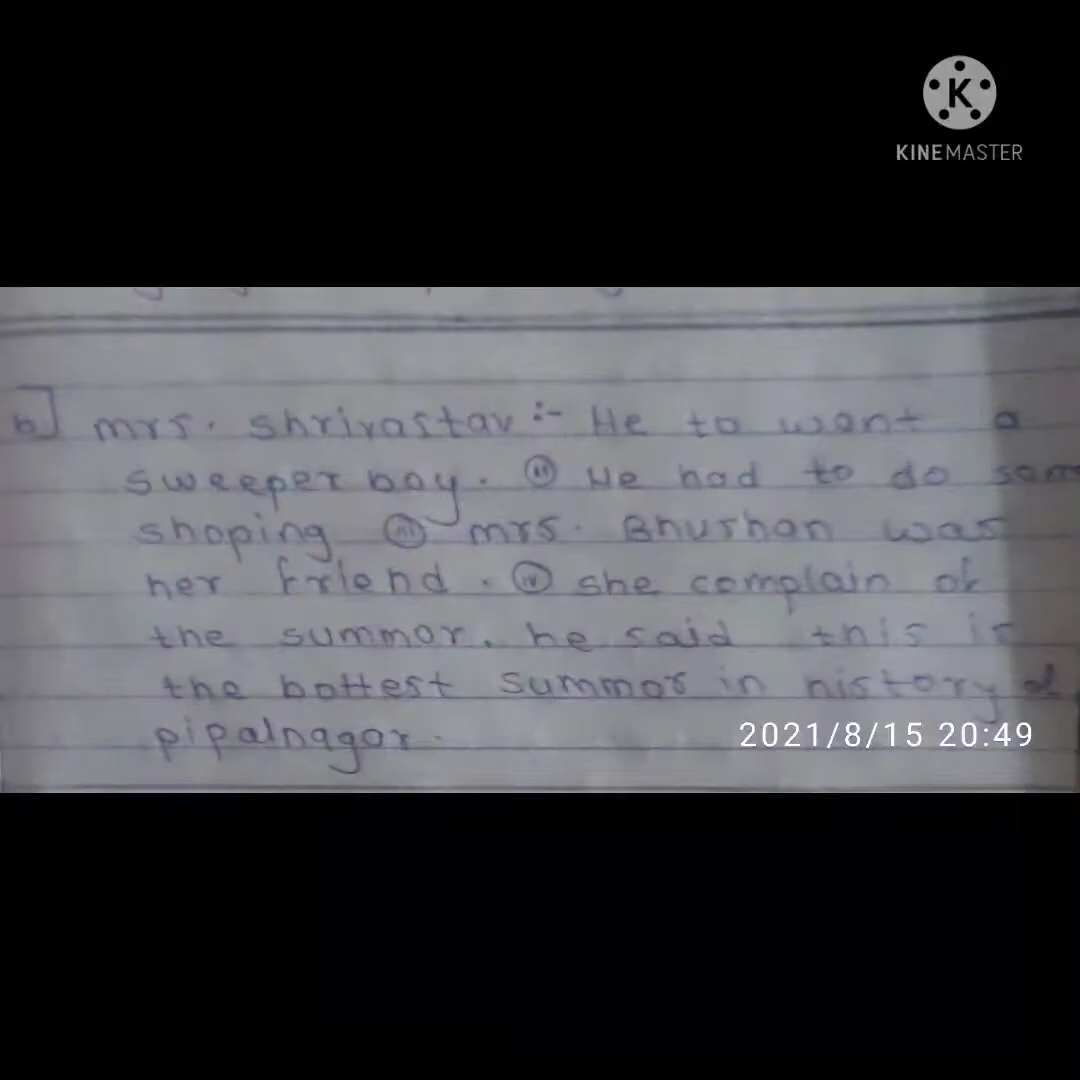 KINEMASTER
b] mrs. shrivastav :- He to want a
sweeper boy. (ii) He had to do som
shoping (iii) mrs. Bhushan was
her friend. (iv) she complain of
the summor. he said this is
the hottest summor in history of
pipalnagor.
2021/8/15 20:49